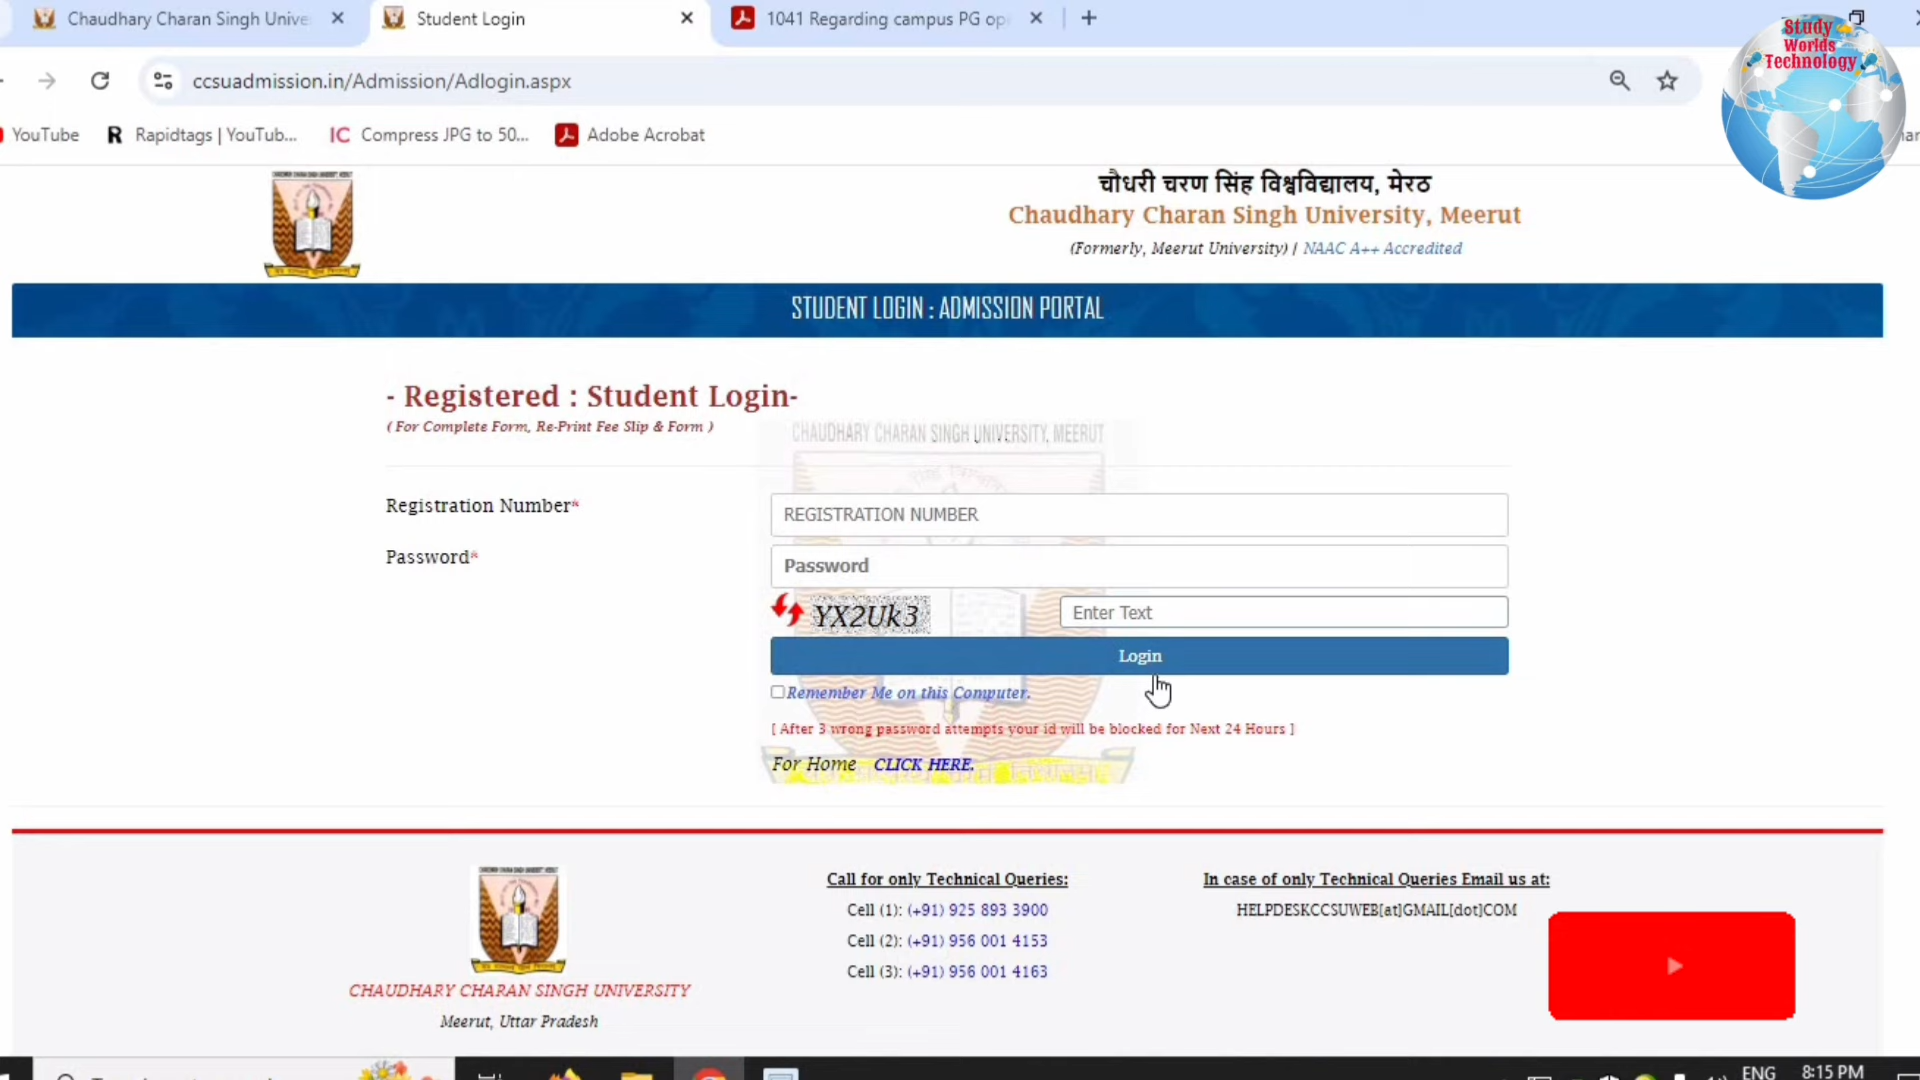 Chaudhary Charan Singh Unive
Student Login
1041 Regarding campus PG op
Study
Worlds
Technology
ccsuadmission.in/Admission/Adlogin.aspx
YouTube
Rapidtags | YouTub...
IC Compress JPG to 50...
Adobe Acrobat
चौधरी चरण सिंह विश्वविद्यालय, मेरठ
Chaudhary Charan Singh University, Meerut
(Formerly, Meerut University) | NAAC A++ Accredited
STUDENT LOGIN : ADMISSION PORTAL
- Registered : Student Login-
( For Complete Form, Re-Print Fee Slip & Form )
CHAUDHARY CHARAN SINGH UNIVERSITY, MEERUT
Registration Number*
REGISTRATION NUMBER
Password*
Password
YX2Uk3
Enter Text
Login
Remember Me on this Computer.
[ After 3 wrong password attempts your id will be blocked for Next 24 Hours ]
For Home CLICK HERE.
CHAUDHARY CHARAN SINGH UNIVERSITY
Meerut, Uttar Pradesh
Call for only Technical Queries:
Cell (1): (+91) 925 893 3900
Cell (2): (+91) 956 001 4153
Cell (3): (+91) 956 001 4163
In case of only Technical Queries Email us at:
HELPDESKCCSUWEB[at]GMAIL[dot]COM
ENG
8:15 PM